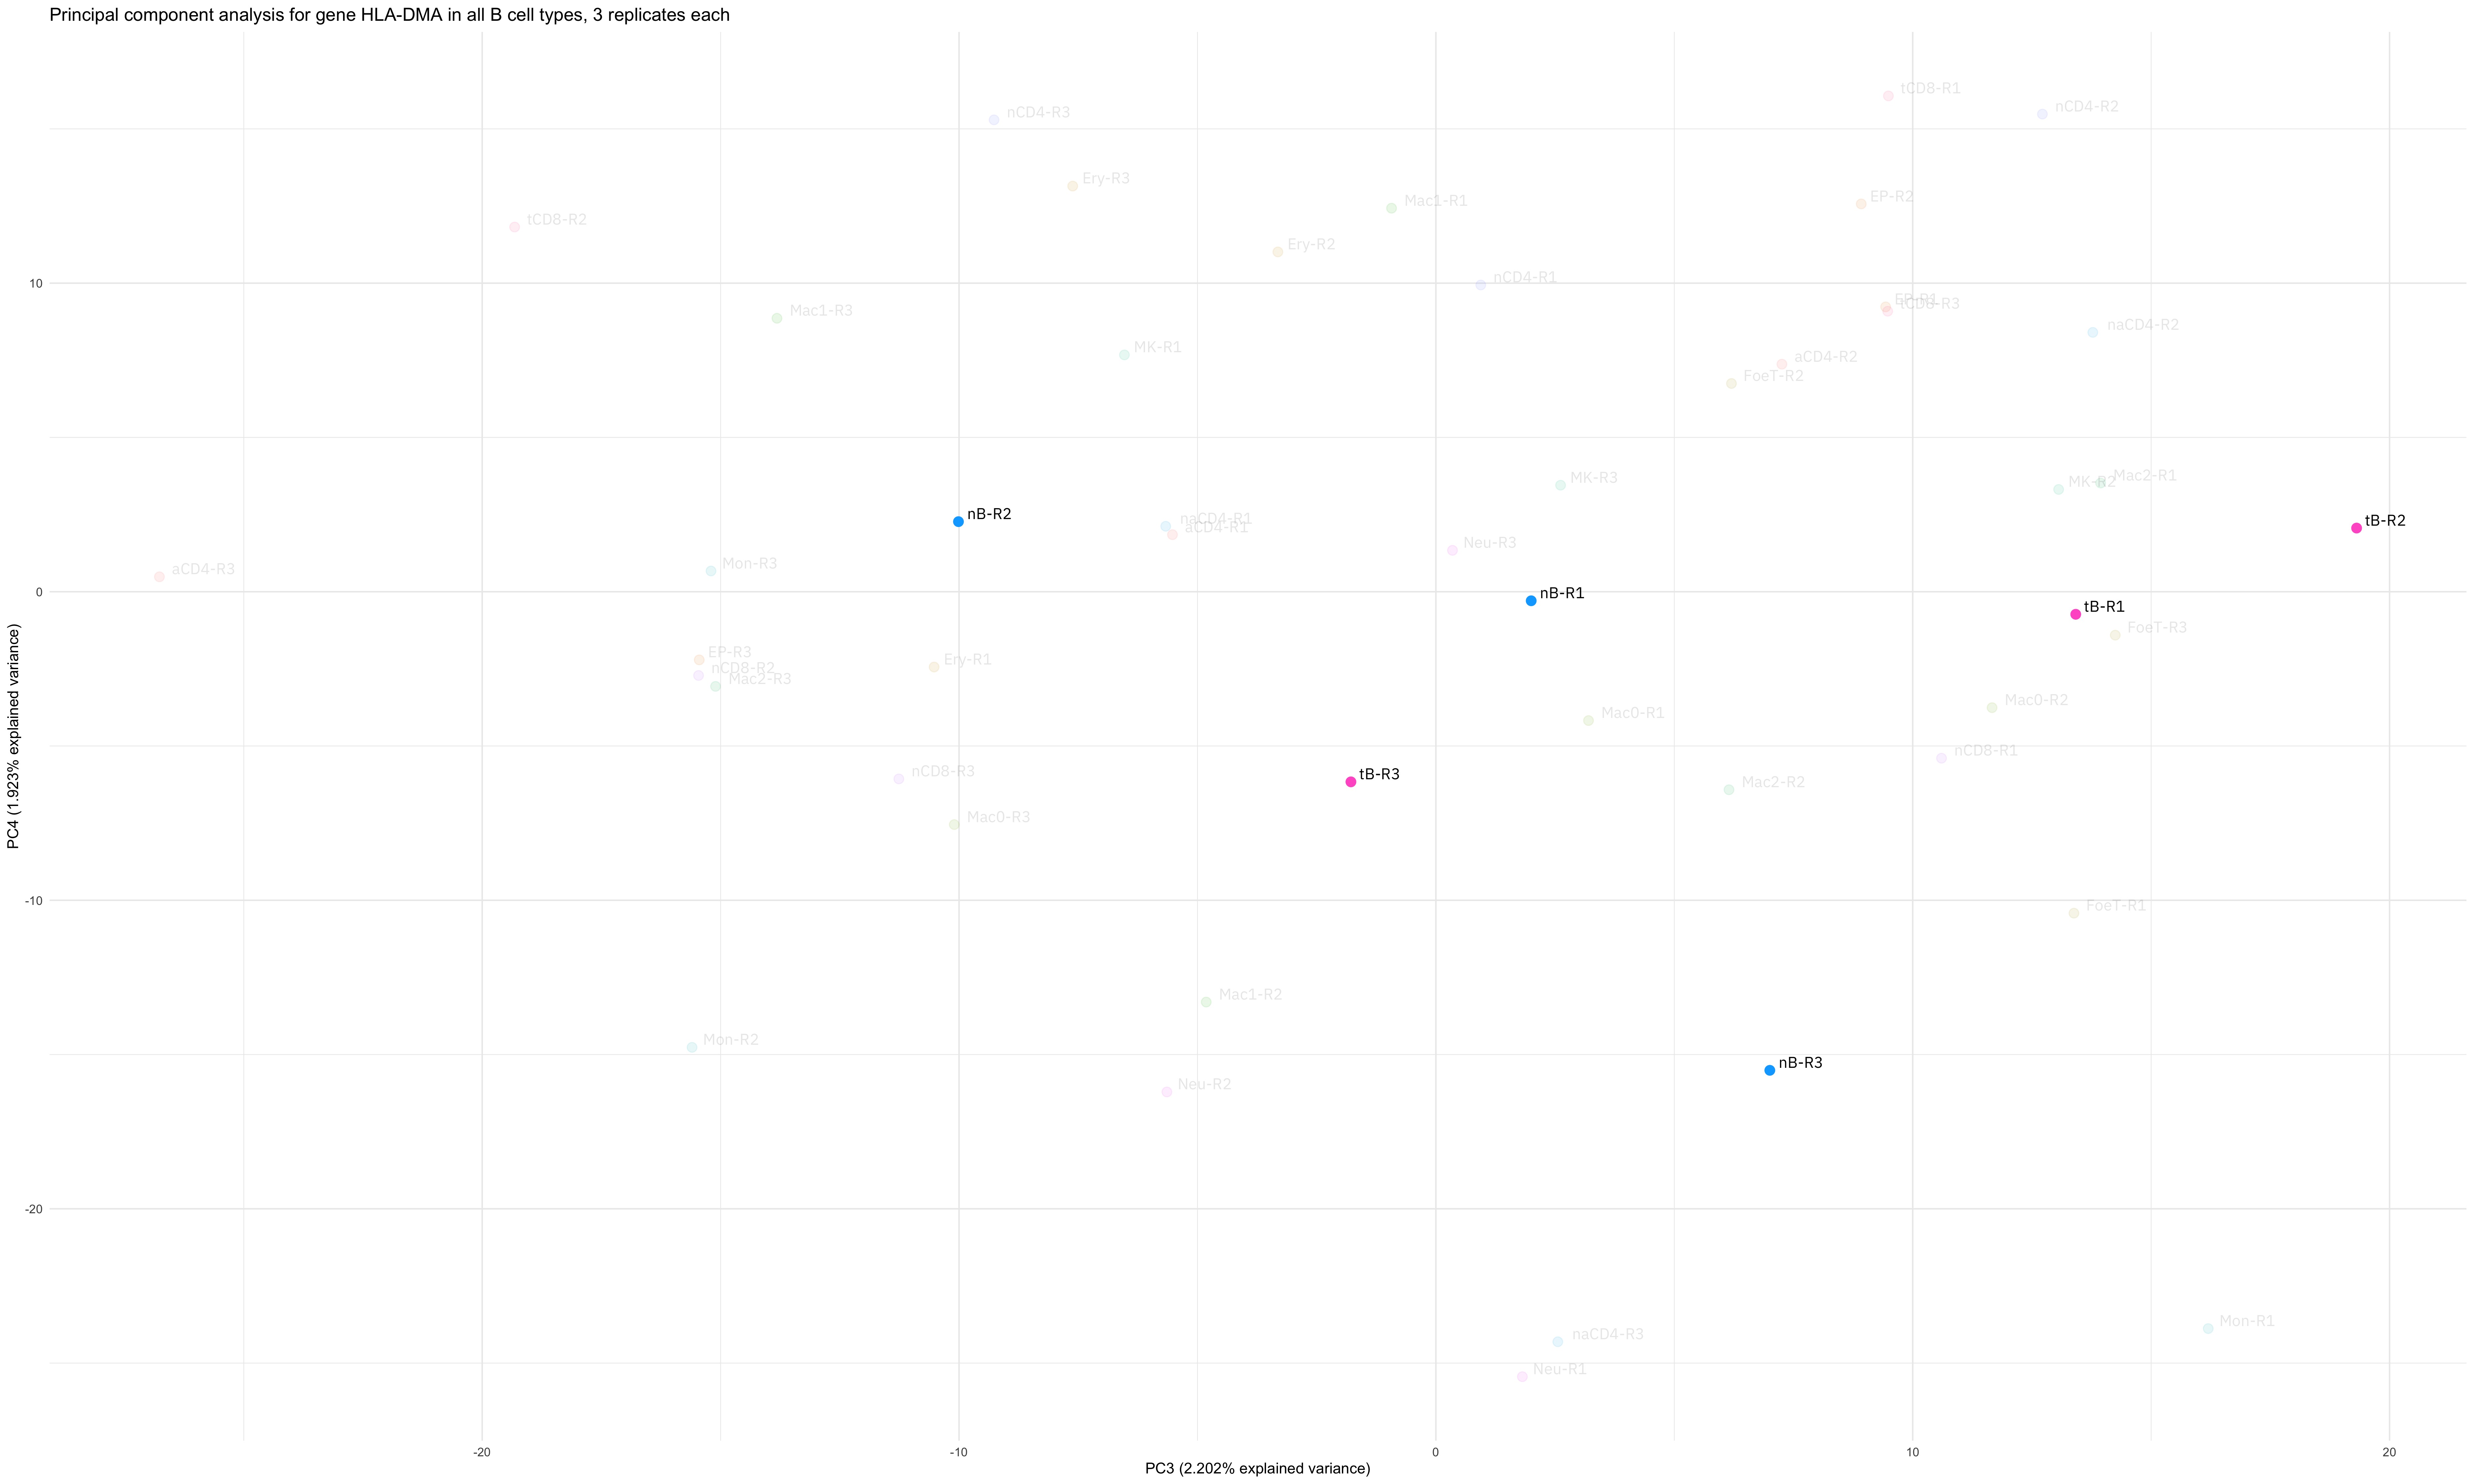 Principal component analysis for gene HLA-DMA in all B cell types, 3 replicates each
tCD8-R1
nCD4-R2
nCD4-R3
Ery-R3
EP-R2
Mac1-R1
tCD8-R2
Ery-R2
nCD4-R1
10
EP-R1
tCD8-R3
Mac1-R3
naCD4-R2
MK-R1
aCD4-R2
FoeT-R2
MK-R3
Mac2-R1
MK-R2
nB-R2
naCD4-R1
tB-R2
aCD4-R1
Neu-R3
Mon-R3
aCD4-R3
0
nB-R1
tB-R1
FoeT-R3
EP-R3
Ery-R1
nCD8-R2
Mac2-R3
Mac0-R2
Mac0-R1
PC4 (1.923% explained variance)
nCD8-R1
nCD8-R3
tB-R3
Mac2-R2
Mac0-R3
-10
FoeT-R1
Mac1-R2
Mon-R2
nB-R3
Neu-R2
-20
Mon-R1
naCD4-R3
Neu-R1
-20
-10
0
10
20
PC3 (2.202% explained variance)